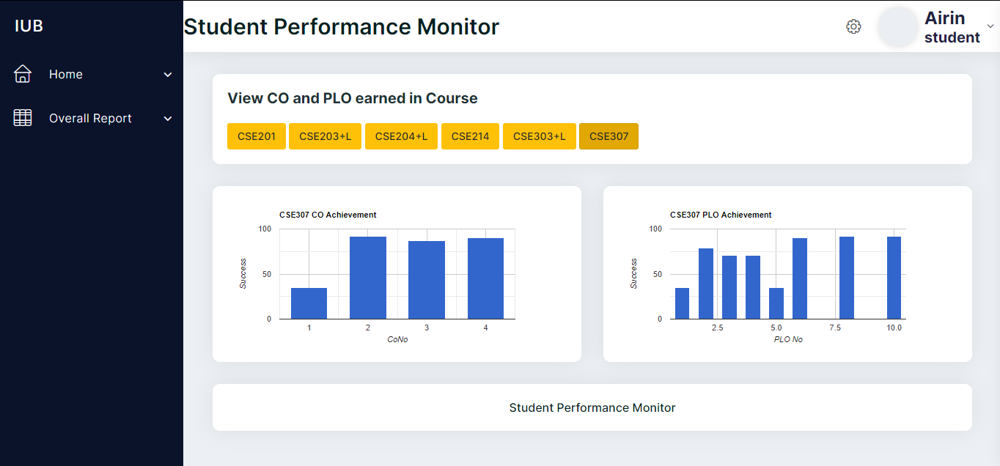 IUB
Home
Overall Report
Student Performance Monitor
Airin
student
View CO and PLO earned in Course
CSE201 CSE203+L CSE204+L CSE214 CSE303+L CSE307
CSE307 CO Achievement
100
50
0
Success
1 2 3 4
CoNo
CSE307 PLO Achievement
100
50
0
Success
2.5 5.0 7.5 10.0
PLO No
Student Performance Monitor